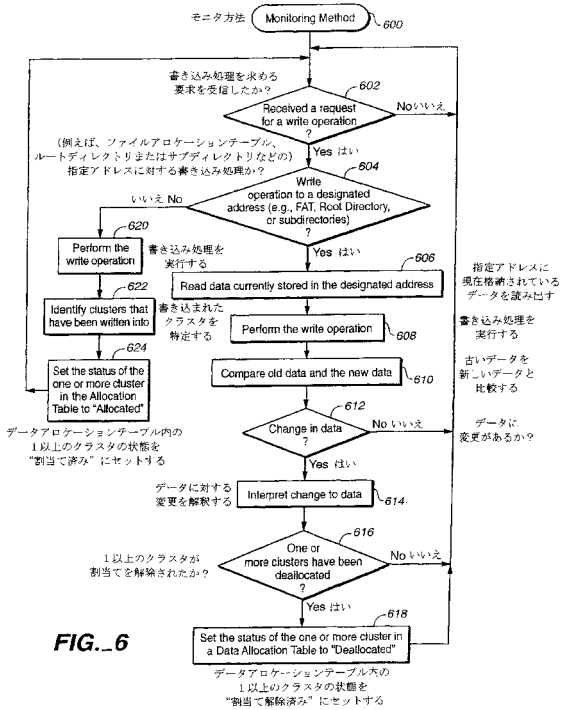 モニタ方法
Monitoring Method
600
書き込み処理を求める
要求を受信したか?
602
Received a request
for a write operation
?
No いいえ
Yes はい
(例えば、ファイルアロケーションテーブル、
ルートディレクトリまたはサブディレクトリなどの)
指定アドレスに対する書き込み処理か?
604
Write
operation to a designated
address (e.g., FAT, Root Directory,
or subdirectories)
?
いいえ No
Yes はい
620
Perform the
write operation
書き込み処理を
実行する
622
Identify clusters that
have been written into
書き込まれた
クラスタを
特定する
624
Set the status of the
one or more cluster
in the Allocation
Table to "Allocated"
データアロケーションテーブル内の
1以上のクラスタの状態を
“割当て済み”にセットする
606
Read data currently stored in the designated address
指定アドレスに
現在格納されている
データを読み出す
Perform the write operation
608
書き込み処理を
実行する
Compare old data and the new data
610
古いデータを
新しいデータと
比較する
612
Change in data
?
No いいえ
データに
変更があるか?
Yes はい
データに対する
変更を解釈する
Interpret change to data
614
616
1以上のクラスタが
割当てを解除されたか?
One or
more clusters have been
deallocated
?
No いいえ
Yes はい
618
Set the status of the one or more cluster in
a Data Allocation Table to "Deallocated"
データアロケーションテーブル内の
1以上のクラスタの状態を
“割当て解除済み”にセットする
FIG._6